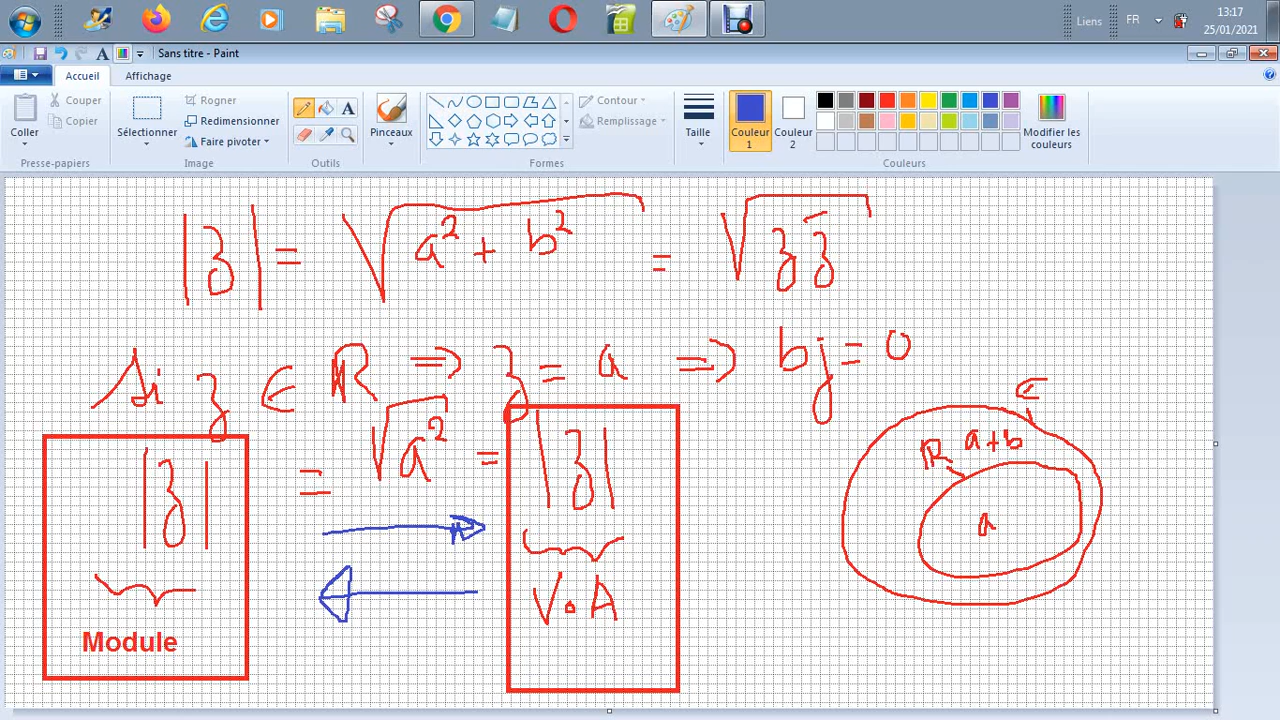 13:17
Liens FR
25/01/2021
Sans titre - Paint
Accueil Affichage
Coller
Couper
Copier
Presse-papiers
Sélectionner
Rogner
Redimensionner
Faire pivoter
Image
Outils
Pinceaux
Contour
Remplissage
Formes
Taille
Couleur 1
Couleur 2
Modifier les couleurs
Couleurs
|z| = √(a² + b²) = √(z z̄)
Si z ∈ ℝ => z = a => bj = 0
|z| = √a² = |z|
Module
V.A
ℂ
ℝ a+b
a